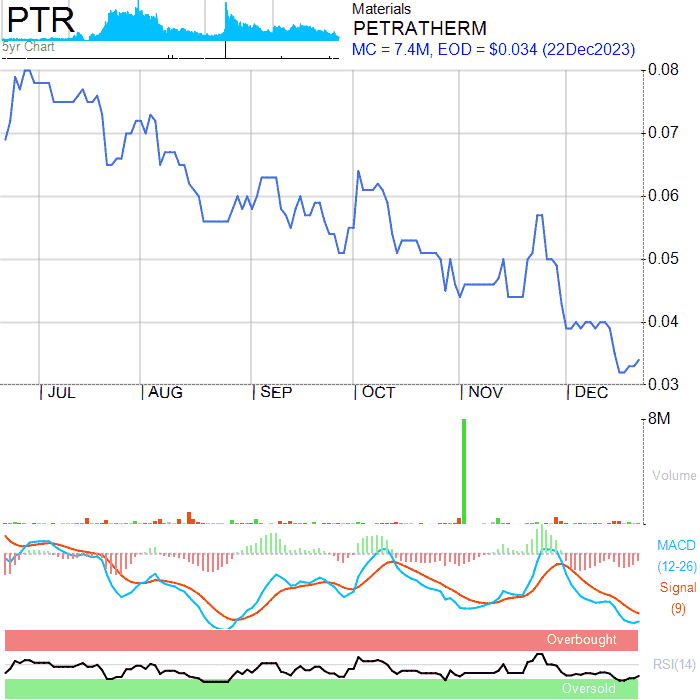 PTR
5yr Chart
Materials
PETRATHERM
MC = 7.4M, EOD = $0.034 (22Dec2023)
0.08
0.07
0.06
0.05
0.04
0.03
JUL AUG SEP OCT NOV DEC
8M
Volume
MACD
(12-26)
Signal
(9)
Overbought
RSI(14)
Oversold